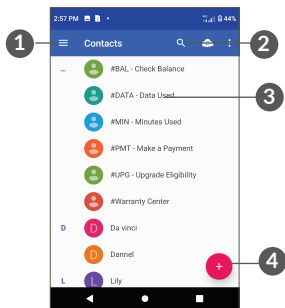 2:57 PM 44%
1 Contacts 2
... #BAL - Check Balance
#DATA - Data Used 3
#MIN - Minutes Used
#PMT - Make a Payment
#UPG - Upgrade Eligibility
#Warranty Center
D D Da vinci
D Dannel
+ 4
L L Lily